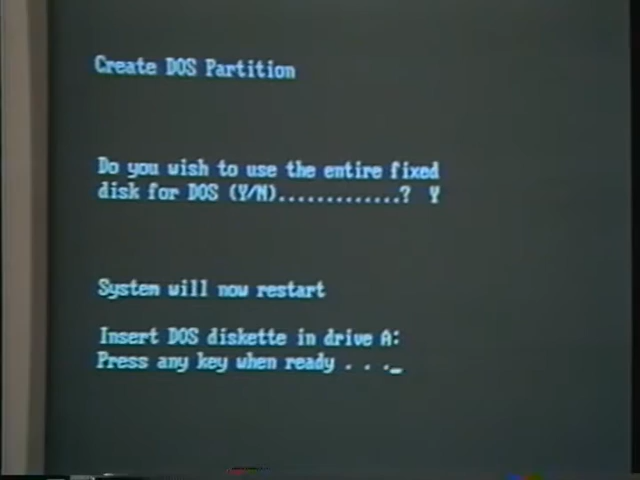 Create DOS Partition
Do you wish to use the entire fixed
disk for DOS (Y/N).............? Y
System will now restart
Insert DOS diskette in drive A:
Press any key when ready . . ._